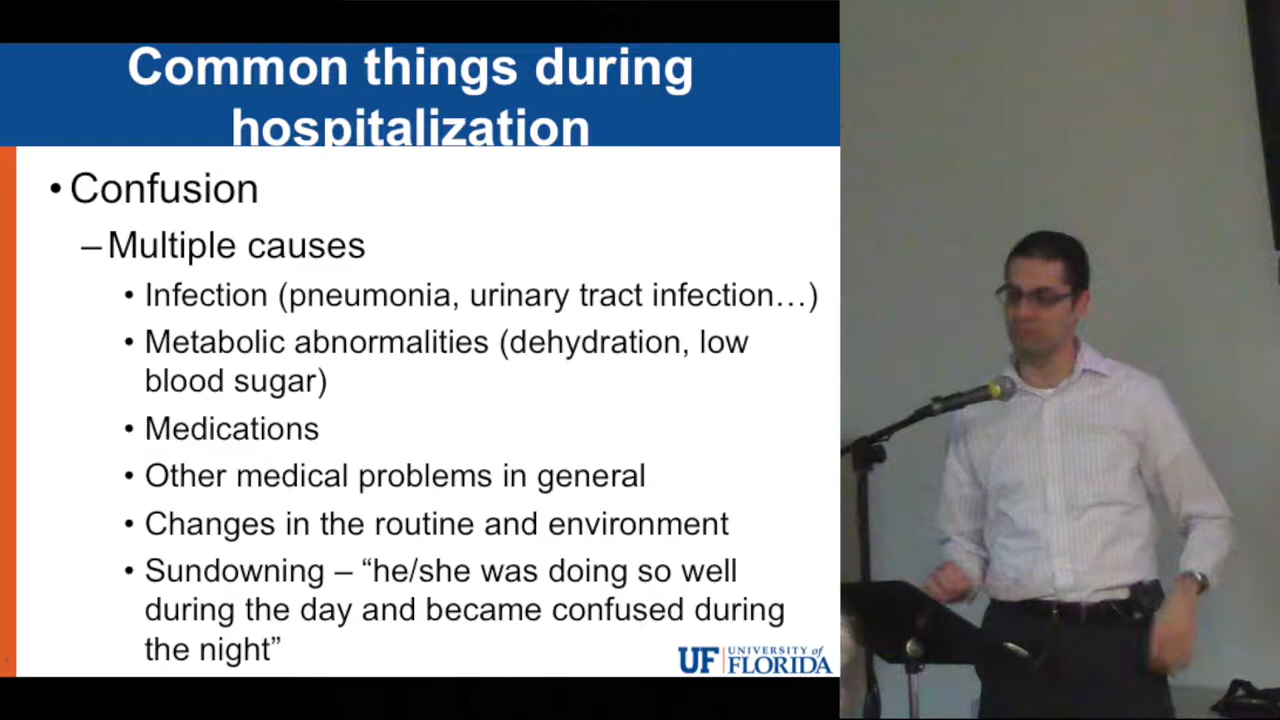 Common things during
hospitalization
• Confusion
– Multiple causes
• Infection (pneumonia, urinary tract infection…)
• Metabolic abnormalities (dehydration, low
blood sugar)
• Medications
• Other medical problems in general
• Changes in the routine and environment
• Sundowning – “he/she was doing so well
during the day and became confused during
the night”
UF UNIVERSITY of
FLORIDA